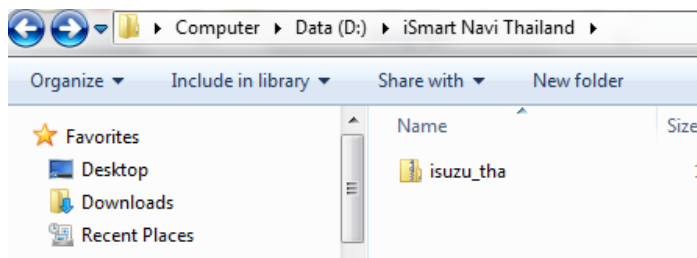 Computer Data (D:) iSmart Navi Thailand
Organize Include in library Share with New folder
Favorites
Desktop
Downloads
Recent Places
Name Size
isuzu_tha